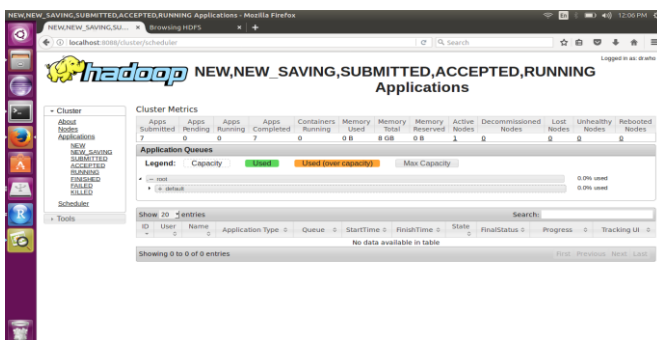 NEW,NEW_SAVING,SUBMITTED,ACCEPTED,RUNNING Applications - Mozilla Firefox
En
12:06 PM
NEW,NEW_SAVING,SU...
Browsing HDFS
localhost:8088/cluster/scheduler
Search
Logged in as: dr.who
hadoop
NEW,NEW_SAVING,SUBMITTED,ACCEPTED,RUNNING
Applications
Cluster
About
Nodes
Applications
NEW
NEW_SAVING
SUBMITTED
ACCEPTED
RUNNING
FINISHED
FAILED
KILLED
Scheduler
Tools
Cluster Metrics
Apps Submitted Apps Pending Apps Running Apps Completed Containers Running Memory Used Memory Total Memory Reserved Active Nodes Decommissioned Nodes Lost Nodes Unhealthy Nodes Rebooted Nodes
7 0 0 7 0 0 B 8 GB 0 B 1 0 0 0 0
Application Queues
Legend: Capacity Used Used (over capacity) Max Capacity
root 0.0% used
default 0.0% used
Show 20 entries Search:
ID User Name Application Type Queue StartTime FinishTime State FinalStatus Progress Tracking UI
No data available in table
Showing 0 to 0 of 0 entries First Previous Next Last